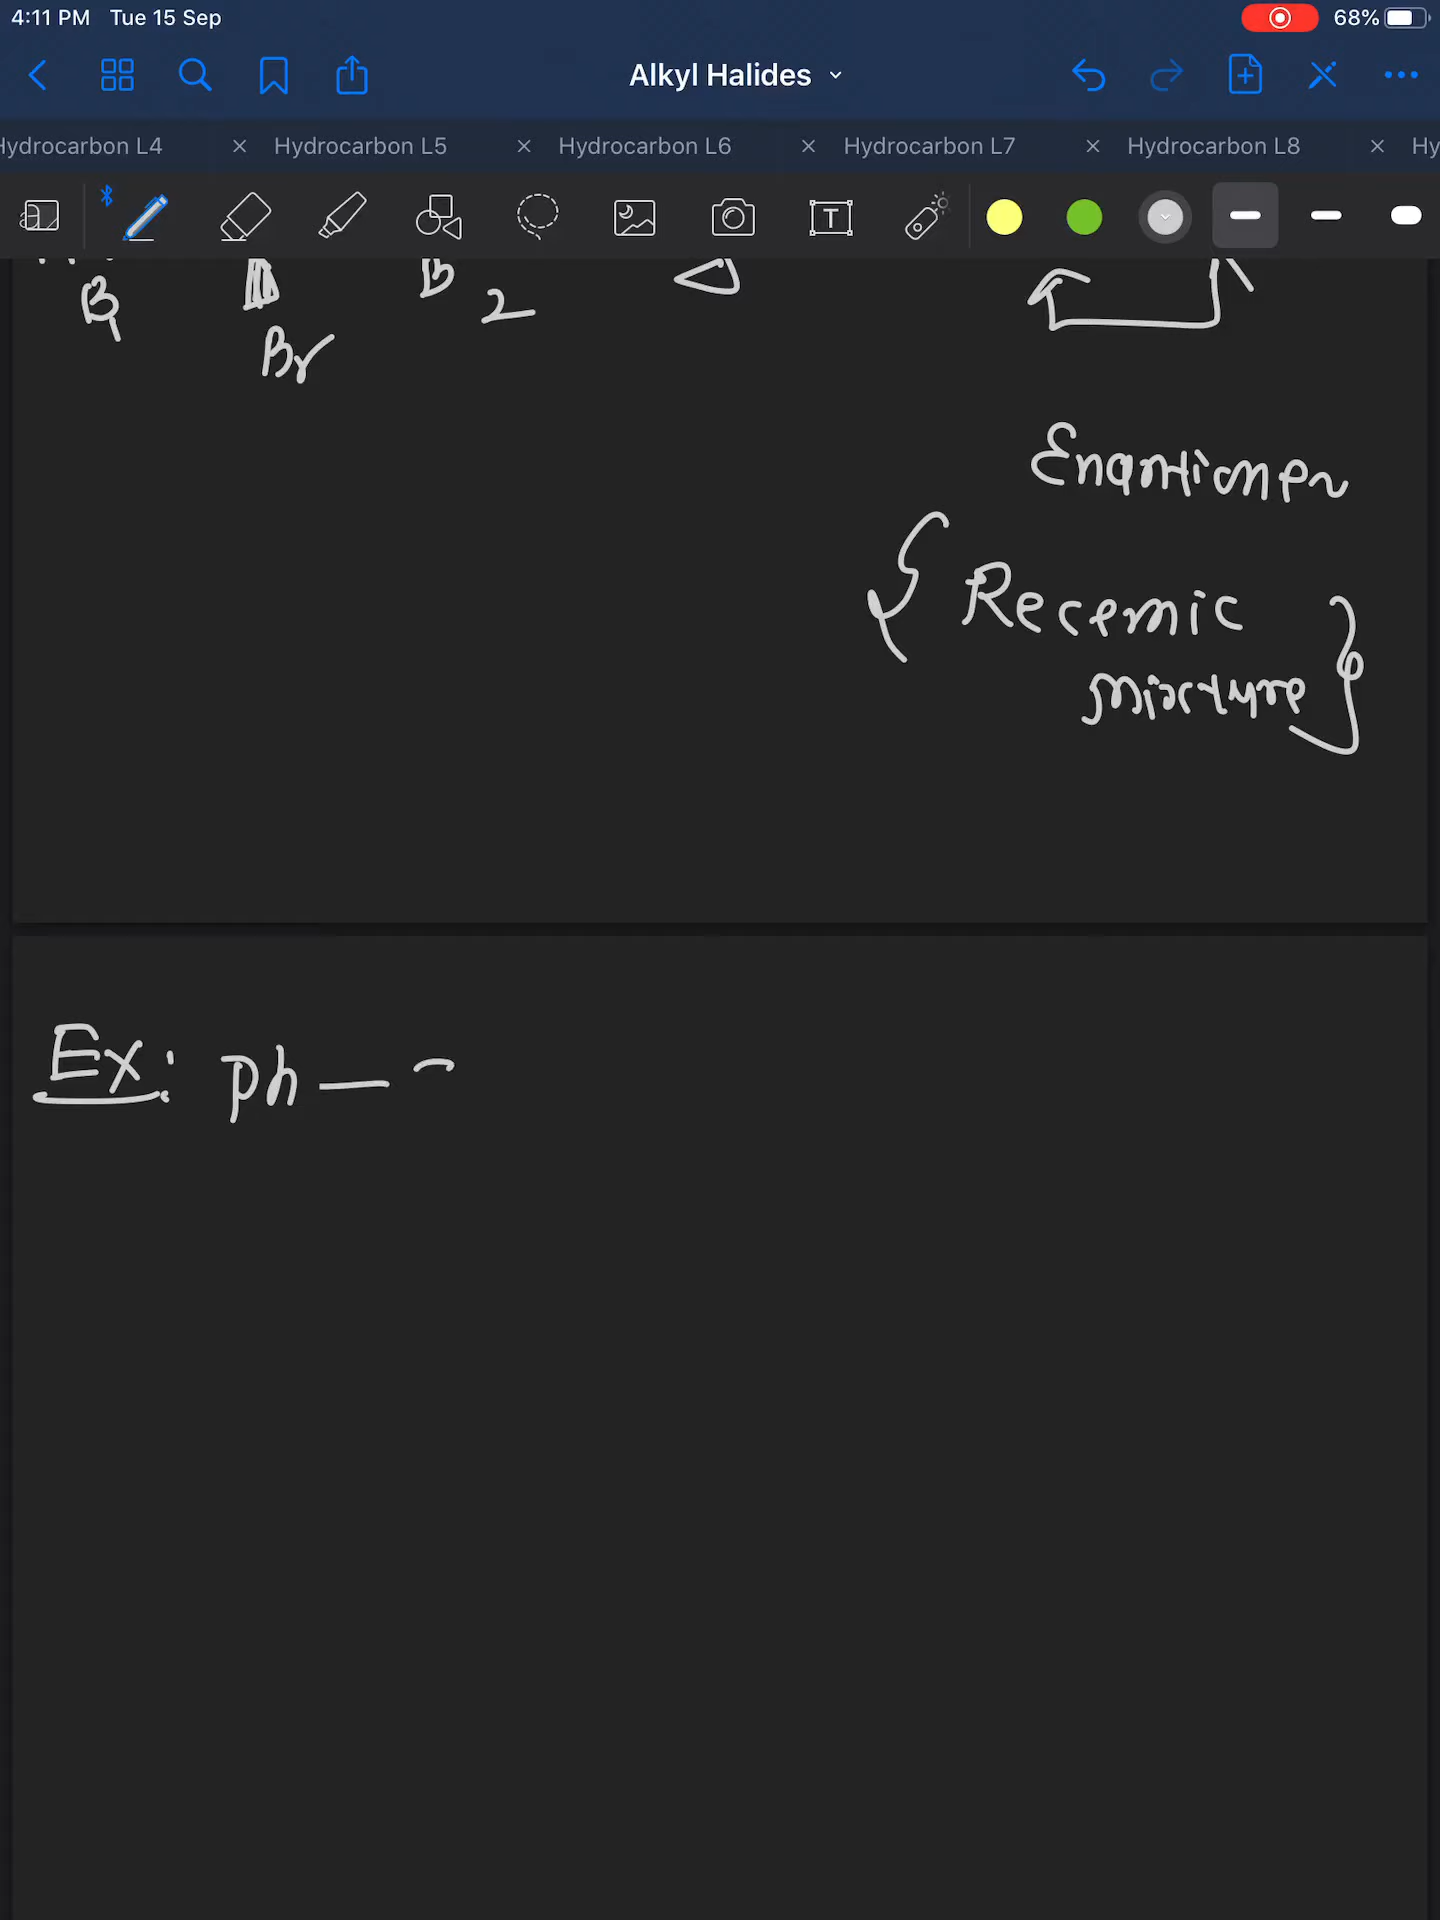 4:11 PM Tue 15 Sep 68%
Alkyl Halides
Hydrocarbon L4 Hydrocarbon L5 Hydrocarbon L6 Hydrocarbon L7 Hydrocarbon L8 Hy
T
2
Br
Enantiomer
Recemic
mixture
Ex: ph —